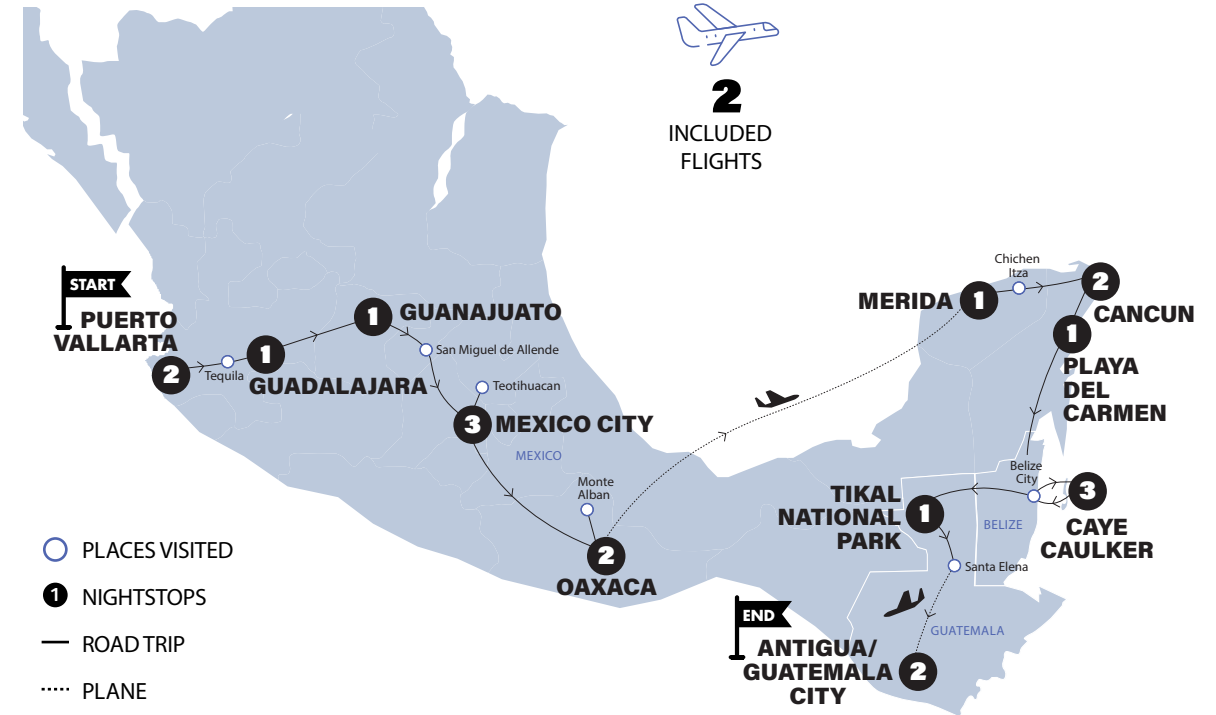 2
INCLUDED
FLIGHTS
START
PUERTO
VALLARTA
2
Tequila
1
GUADALAJARA
1
GUANAJUATO
San Miguel de Allende
Teotihuacan
3
MEXICO CITY
MEXICO
Monte
Alban
2
OAXACA
MERIDA
1
Chichen
Itza
2
CANCUN
1
PLAYA
DEL
CARMEN
Belize
City
3
CAYE
CAULKER
BELIZE
TIKAL
NATIONAL
PARK
1
Santa Elena
GUATEMALA
END
ANTIGUA/
GUATEMALA
CITY
2
PLACES VISITED
1 NIGHTSTOPS
ROAD TRIP
PLANE